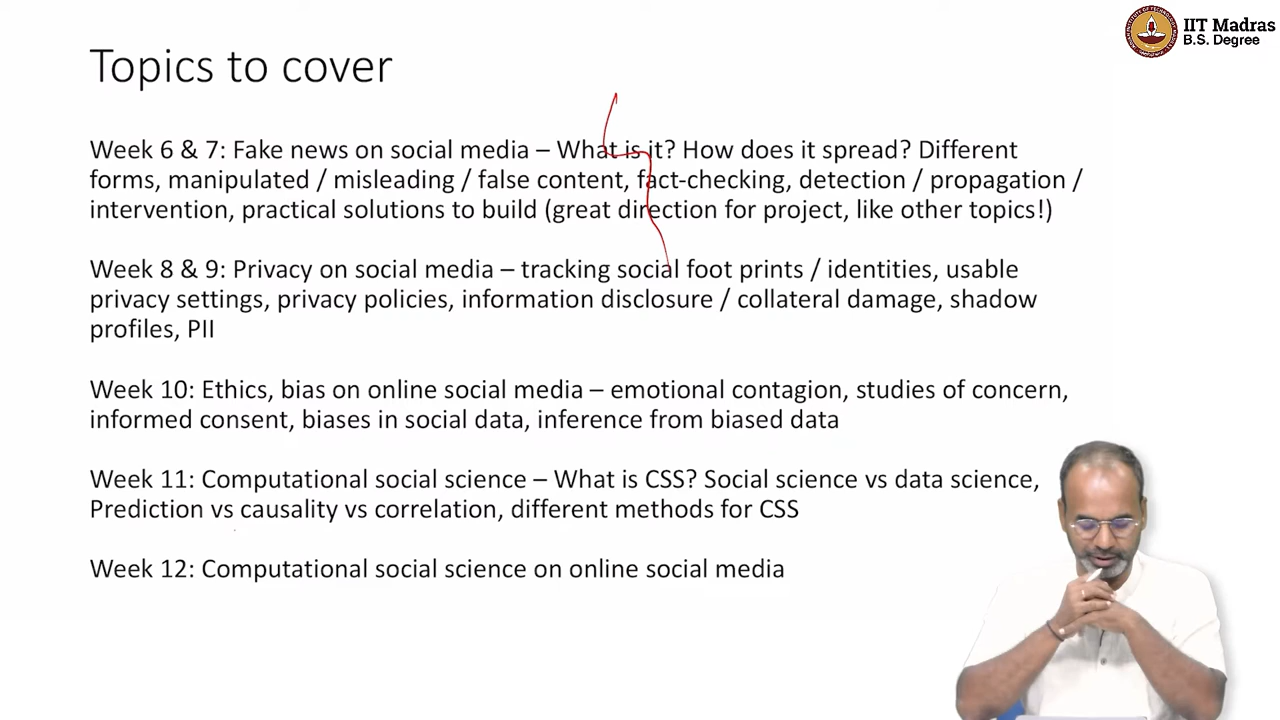 IIT Madras
B.S. Degree
Topics to cover
Week 6 & 7: Fake news on social media – What is it? How does it spread? Different
forms, manipulated / misleading / false content, fact-checking, detection / propagation /
intervention, practical solutions to build (great direction for project, like other topics!)
Week 8 & 9: Privacy on social media – tracking social foot prints / identities, usable
privacy settings, privacy policies, information disclosure / collateral damage, shadow
profiles, PII
Week 10: Ethics, bias on online social media – emotional contagion, studies of concern,
informed consent, biases in social data, inference from biased data
Week 11: Computational social science – What is CSS? Social science vs data science,
Prediction vs causality vs correlation, different methods for CSS
Week 12: Computational social science on online social media